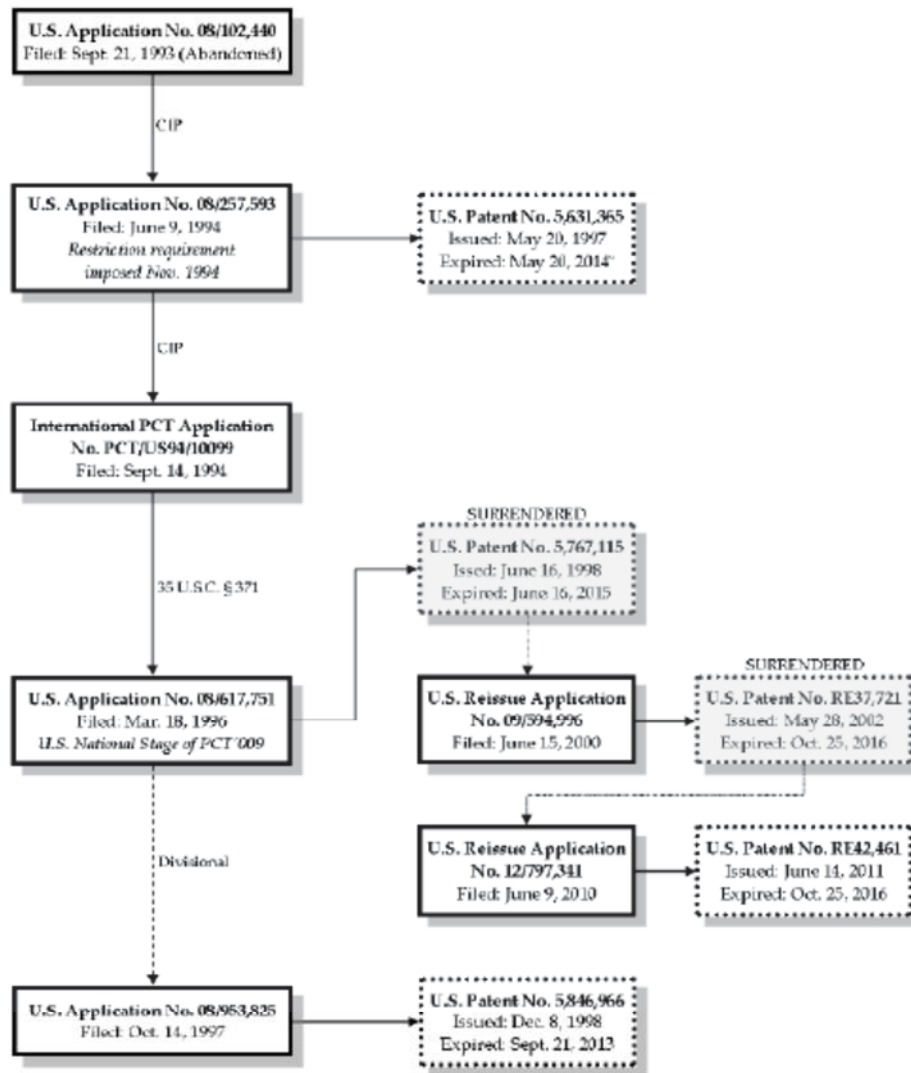 U.S. Application No. 08/102,440
Filed: Sept. 21, 1993 (Abandoned)
CIP
U.S. Application No. 08/257,593
Filed: June 9, 1994
Restriction requirement
imposed Nov. 1994
U.S. Patent No. 5,631,365
Issued: May 20, 1997
Expired: May 20, 2014
CIP
International PCT Application
No. PCT/US94/10099
Filed: Sept. 14, 1994
35 U.S.C. § 371
SURRENDERED
U.S. Patent No. 5,767,115
Issed: June 16, 1998
Expired: June 16, 2015
U.S. Application No. 08/617,751
Filed: Mar. 18, 1996
U.S. National Stage of PCT'009
U.S. Reissue Application
No. 09/594,996
Filed: June 15, 2000
SURRENDERED
U.S. Patent No. RE37,721
Issued: May 28, 2002
Expired: Oct. 25, 2016
Divisional
U.S. Reissue Application
No. 12/797,341
Filed: June 9, 2010
U.S. Patent No. RE42,461
Issued: June 14, 2011
Expired: Oct. 25, 2016
U.S. Application No. 08/953,825
Filed: Oct. 14, 1997
U.S. Patent No. 5,846,966
Issued: Dec. 8, 1998
Expired: Sept. 21, 2013